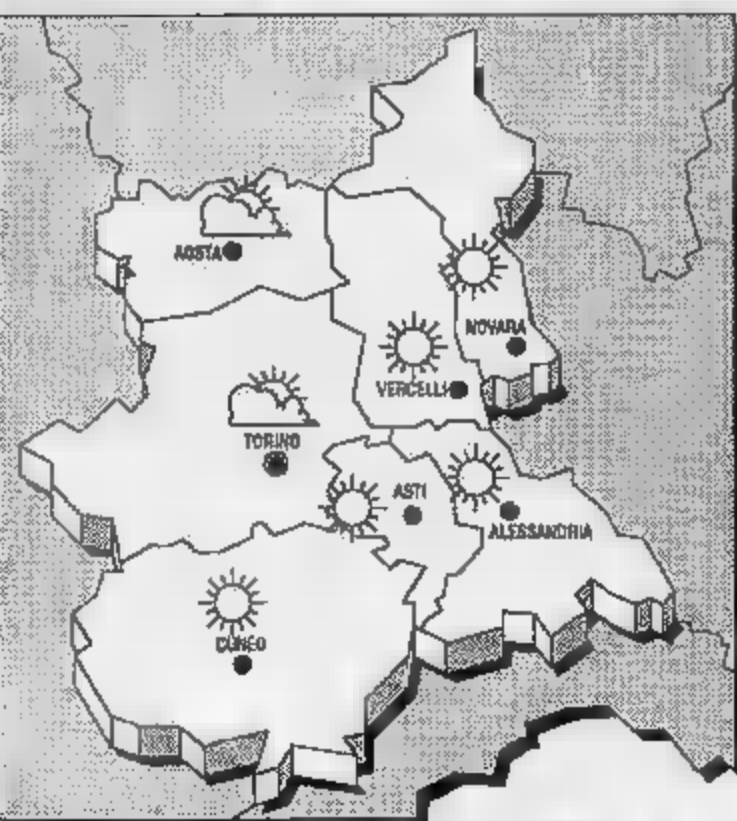 AOSTA
NOVARA
VERCELLI
TORINO
ASTI
ALESSANDRIA
CUNEO